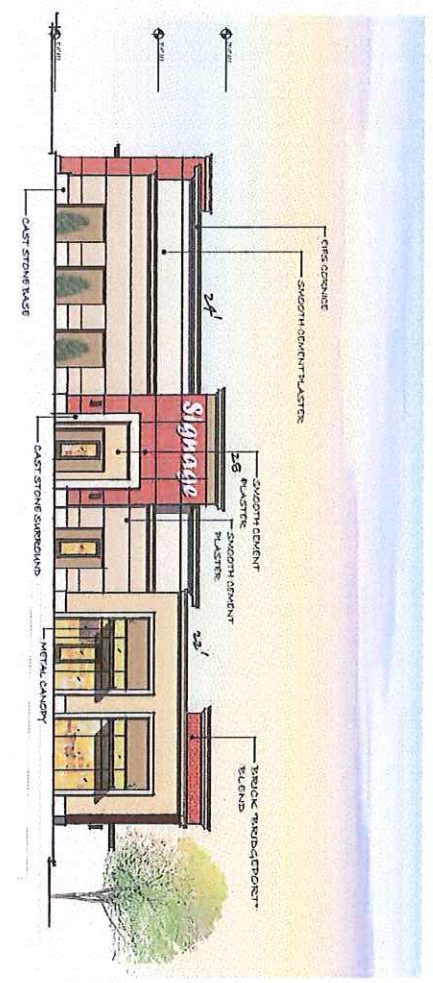 EIFS CORNICE
SMOOTH CEMENT PLASTER
24'
Signage
28
SMOOTH CEMENT
PLASTER
SMOOTH CEMENT
PLASTER
22'
BRICK "BRIDGEPORT"
BLEND
CAST STONE BASE
CAST STONE SURROUND
METAL CANOPY